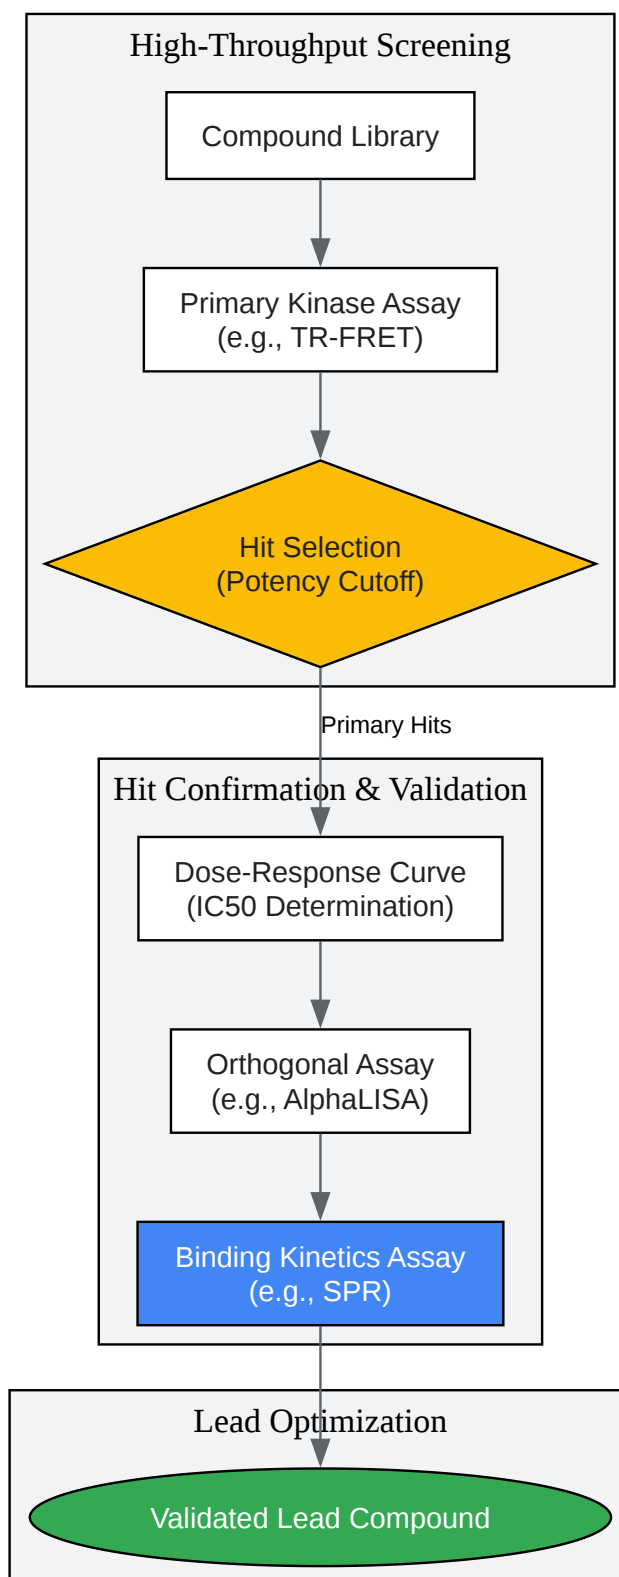 High-Throughput Screening
Compound Library
Primary Kinase Assay
(e.g., TR-FRET)
Hit Selection
(Potency Cutoff)
Primary Hits
Hit Confirmation & Validation
Dose-Response Curve
(IC50 Determination)
Orthogonal Assay
(e.g., AlphaLISA)
Binding Kinetics Assay
(e.g., SPR)
Lead Optimization
Validated Lead Compound